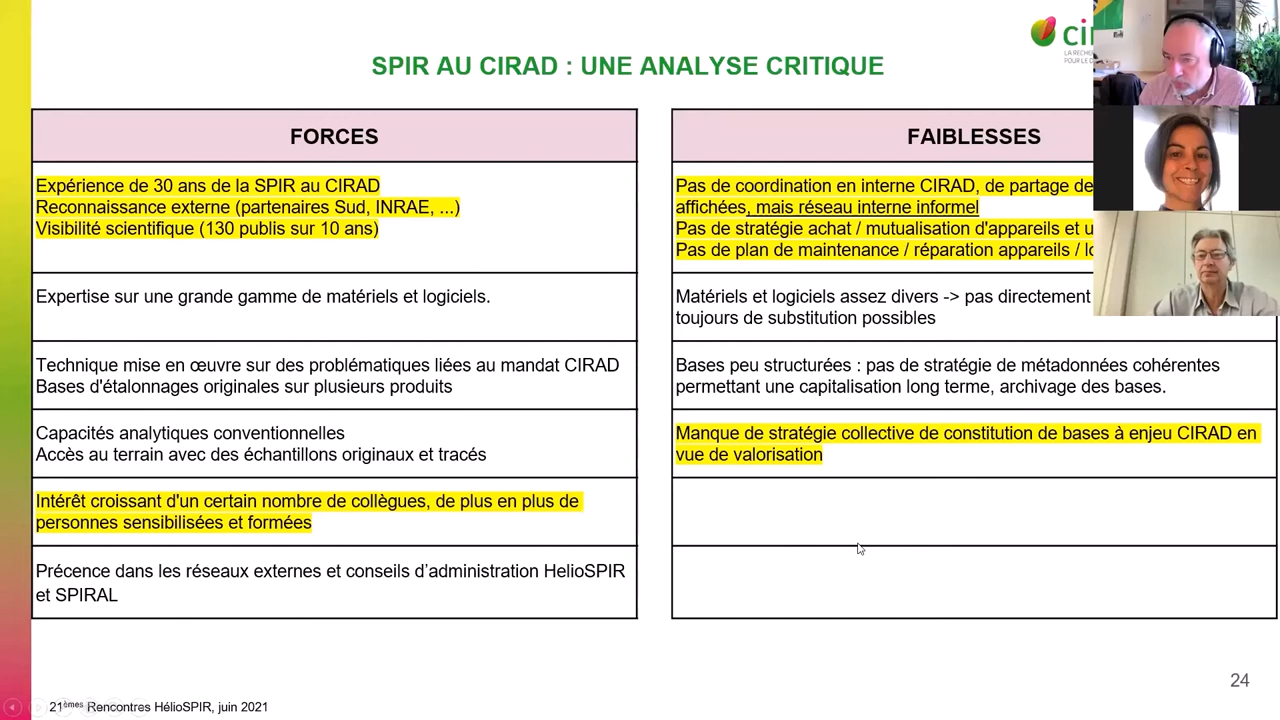 SPIR AU CIRAD : UNE ANALYSE CRITIQUE
FORCES
Expérience de 30 ans de la SPIR au CIRAD
Reconnaissance externe (partenaires Sud, INRAE, ...)
Visibilité scientifique (130 publis sur 10 ans)
Expertise sur une grande gamme de matériels et logiciels.
Technique mise en œuvre sur des problématiques liées au mandat CIRAD
Bases d'étalonnages originales sur plusieurs produits
Capacités analytiques conventionnelles
Accès au terrain avec des échantillons originaux et tracés
Intérêt croissant d'un certain nombre de collègues, de plus en plus de
personnes sensibilisées et formées
Précence dans les réseaux externes et conseils d’administration HelioSPIR
et SPIRAL
FAIBLESSES
Pas de coordination en interne CIRAD, de partage de
affichées, mais réseau interne informel
Pas de stratégie achat / mutualisation d'appareils et
Pas de plan de maintenance / réparation appareils /
Matériels et logiciels assez divers -> pas directement
toujours de substitution possibles
Bases peu structurées : pas de stratégie de métadonnées cohérentes
permettant une capitalisation long terme, archivage des bases.
Manque de stratégie collective de constitution de bases à enjeu CIRAD en
vue de valorisation
24
21èmes Rencontres HélioSPIR, juin 2021